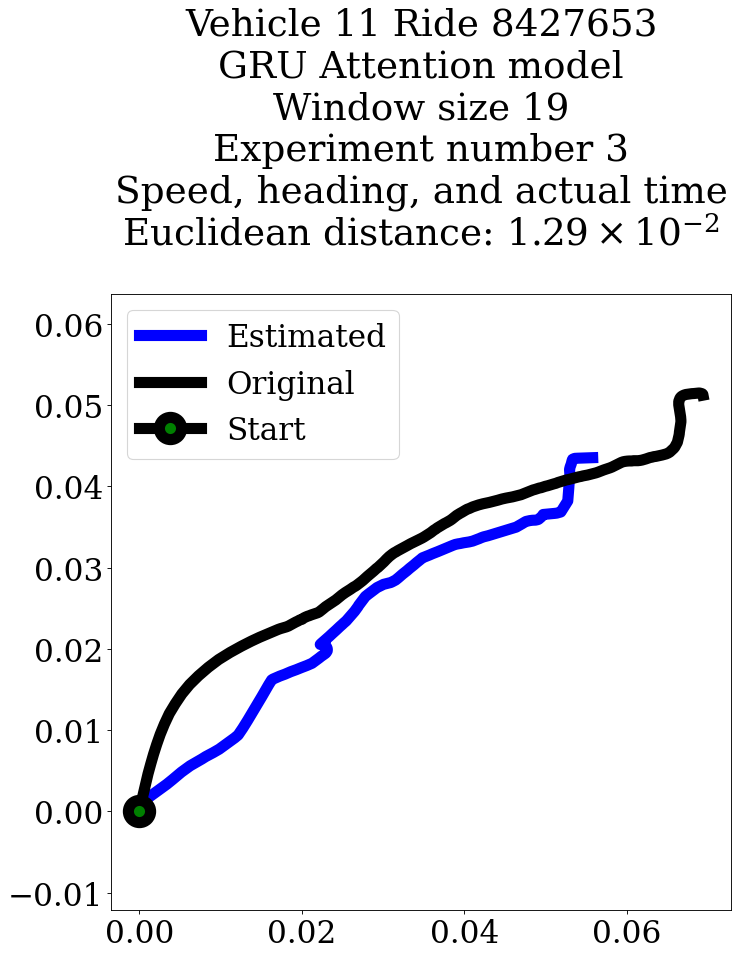 Vehicle 11 Ride 8427653
GRU Attention model
Window size 19
Experiment number 3
Speed, heading, and actual time
Euclidean distance: 1.29 × 10⁻²
Estimated
Original
Start
0.06
0.05
0.04
0.03
0.02
0.01
0.00
−0.01
0.00 0.02 0.04 0.06